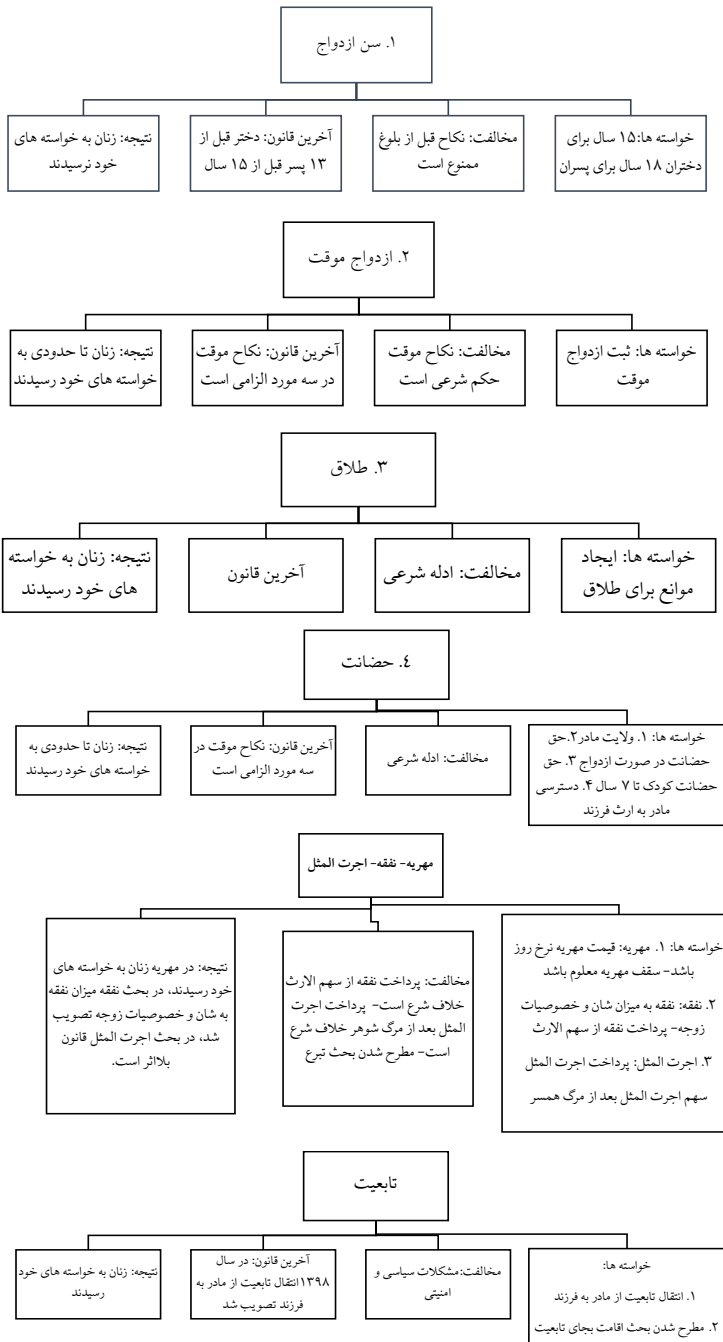 ۱. سن ازدواج
خواسته ها:۱۵ سال برای
دختران ۱۸ سال برای پسران
مخالفت: نکاح قبل از بلوغ
ممنوع است
آخرین قانون: دختر قبل از
۱۳ پسر قبل از ۱۵ سال
نتیجه: زنان به خواسته های
خود نرسیدند
۲. ازدواج موقت
خواسته ها: ثبت ازدواج
موقت
مخالفت: نکاح موقت
حکم شرعی است
آخرین قانون: نکاح موقت
در سه مورد الزامی است
نتیجه: زنان تا حدودی به
خواسته های خود رسیدند
۳. طلاق
خواسته ها: ایجاد
موانع برای طلاق
مخالفت: ادله شرعی
آخرین قانون
نتیجه: زنان به خواسته
های خود رسیدند
٤. حضانت
خواسته ها: ۱. ولایت مادر۲.حق
حضانت در صورت ازدواج ۳. حق
حضانت کودک تا ۷ سال ۴. دسترسی
مادر به ارث فرزند
مخالفت: ادله شرعی
آخرین قانون: نکاح موقت در
سه مورد الزامی است
نتیجه: زنان تا حدودی به
خواسته های خود رسیدند
مهریه- نفقه- اجرت المثل
خواسته ها: ۱. مهریه: قیمت مهریه نرخ روز
باشد- سقف مهریه معلوم باشد
۲. نفقه: نفقه به میزان شان و خصوصیات
زوجه- پرداخت نفقه از سهم الارث
۳. اجرت المثل: پرداخت اجرت المثل
سهم اجرت المثل بعد از مرگ همسر
مخالفت: پرداخت نفقه از سهم الارث
خلاف شرع است- پرداخت اجرت
المثل بعد از مرگ شوهر خلاف شرع
است- مطرح شدن بحث تبرع
نتیجه: در مهریه زنان به خواسته های
خود رسیدند، در بحث نفقه میزان نفقه
به شان و خصوصیات زوجه تصویب
شد، در بحث اجرت المثل قانون
بلااثر است.
تابعیت
خواسته ها:
۱. انتقال تابعیت از مادر به فرزند
۲. مطرح شدن بحث اقامت بجای تابعیت
مخالفت:مشکلات سیاسی و
امنیتی
آخرین قانون: در سال
۱۳۹۸انتقال تابعیت از مادر به
فرزند تصویب شد
نتیجه: زنان به خواسته های خود
رسیدند